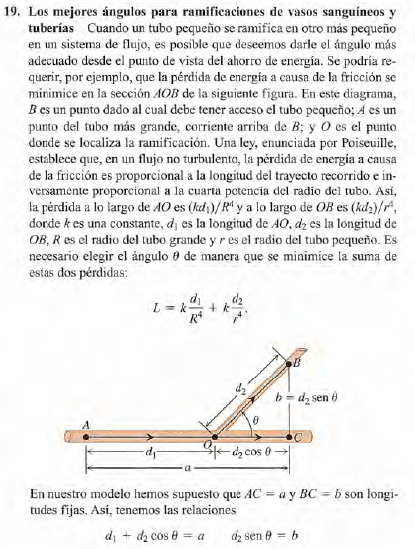 19. Los mejores ángulos para ramificaciones de vasos sanguíneos y
tuberías Cuando un tubo pequeño se ramifica en otro más pequeño
en un sistema de flujo, es posible que deseemos darle el ángulo más
adecuado desde el punto de vista del ahorro de energía. Se podría re-
querir, por ejemplo, que la pérdida de energía a causa de la fricción se
minimice en la sección AOB de la siguiente figura. En este diagrama,
B es un punto dado al cual debe tener acceso el tubo pequeño; A es un
punto del tubo más grande, corriente arriba de B; y O es el punto
donde se localiza la ramificación. Una ley, enunciada por Poiseuille,
establece que, en un flujo no turbulento, la pérdida de energía a causa
de la fricción es proporcional a la longitud del trayecto recorrido e in-
versamente proporcional a la cuarta potencia del radio del tubo. Así,
la pérdida a lo largo de AO es (kd₁)/R⁴ y a lo largo de OB es (kd₂)/r⁴,
donde k es una constante, d₁ es la longitud de AO, d₂ es la longitud de
OB, R es el radio del tubo grande y r es el radio del tubo pequeño. Es
necesario elegir el ángulo θ de manera que se minimice la suma de
estas dos pérdidas:
L = k d₁/R⁴ + k d₂/r⁴.
B
d₂
b = d₂ sen θ
θ
A
O
C
d₁
d₂ cos θ
a
En nuestro modelo hemos supuesto que AC = a y BC = b son longi-
tudes fijas. Así, tenemos las relaciones
d₁ + d₂ cos θ = a d₂ sen θ = b